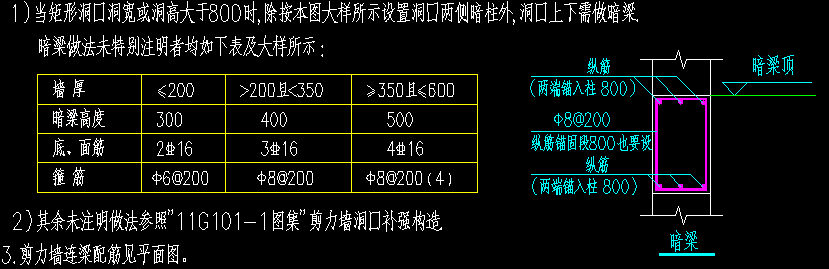 1)当矩形洞口洞宽或洞高大于800时,除按本图大样所示设置洞口两侧暗柱外,洞口上下需做暗梁.
暗梁做法未特别注明者均如下表及大样所示:
墙 厚 ≤200 >200且<350 ≥350且≤600
暗梁高度 300 400 500
底、面筋 2Φ16 3Φ16 4Φ16
箍 筋 Φ6@200 Φ8@200 Φ8@200(4)
2)其余未注明做法参照"11G101-1图集"剪力墙洞口补强构造
3.剪力墙连梁配筋见平面图。
纵筋
(两端锚入柱 800)
暗梁顶
Φ8@200
纵筋锚固段800也要设
纵筋
(两端锚入柱 800)
暗梁